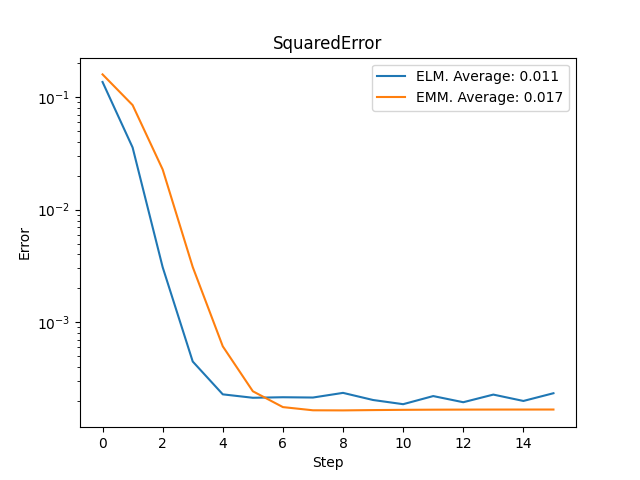 SquaredError
ELM. Average: 0.011
EMM. Average: 0.017
Error
10⁻¹
10⁻²
10⁻³
0 2 4 6 8 10 12 14
Step